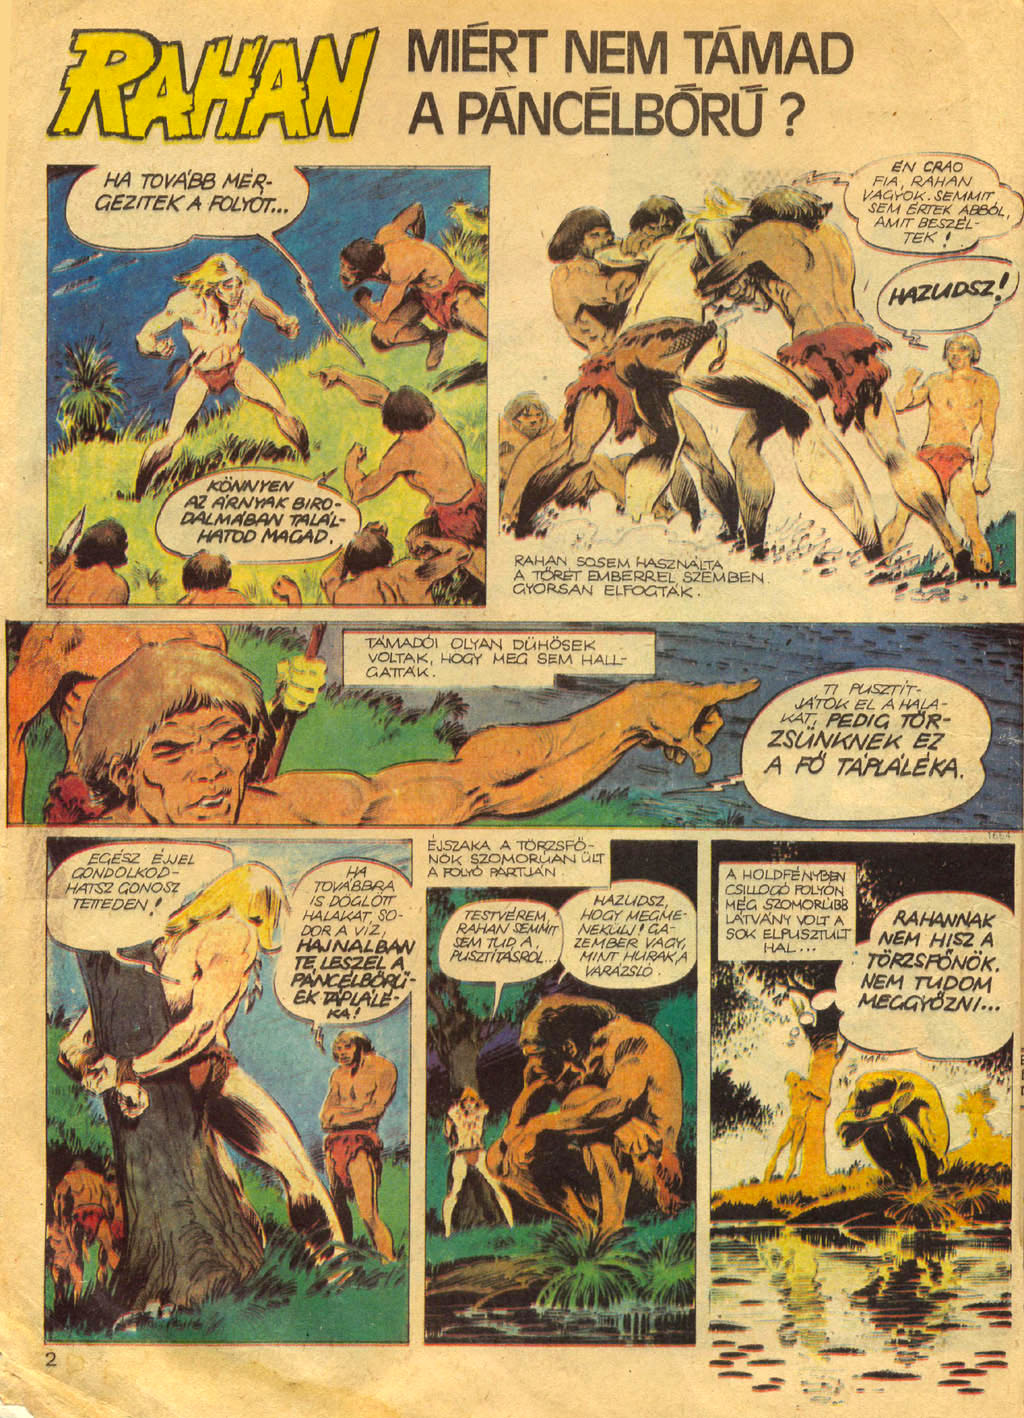 RAHAN
MIÉRT NEM TÁMAD
A PÁNCÉLBŐRŰ ?
HA TOVÁBB MÉR-
GEZITEK A FOLYÓT...
KÖNNYEN
AZ ÁRNYAK BIRO-
DALMÁBAN TALÁL-
HATOD MAGAD.
ÉN CRAO
FIA, RAHAN
VAGYOK. SEMMIT
SEM ÉRTEK ABBÓL,
AMIT BESZÉL-
TEK !
HAZUDSZ!
RAHAN SOSEM HASZNÁLTA
A TŐRÉT EMBERREL SZEMBEN.
GYORSAN ELFOGTÁK.
TÁMADÓI OLYAN DÜHÖSEK
VOLTAK, HOGY MEG SEM HALL-
GATTÁK.
TI PUSZTÍT-
JÁTOK EL A HALA-
KAT, PEDIG TÖR-
ZSÜNKNEK EZ
A FŐ TÁPLÁLÉKA.
1664
EGÉSZ ÉJJEL
GONDOLKOD-
HATSZ GONOSZ
TETTEDEN!
HA
TOVÁBBRA
IS DÖGLÖTT
HALAKAT SO-
DOR A VÍZ,
HAJNALBAN
TE LESZEL A
PÁNCÉLBŐRŰ-
EK TÁPLÁLÉ-
KA!
ÉJSZAKA A TÖRZSFŐ-
NÖK SZOMORÚAN ÜLT
A FOLYÓ PARTJÁN
TESTVÉREM,
RAHAN SEMMIT
SEM TUD A
PUSZTÍTÁSRÓL...
HAZUDSZ,
HOGY MEGME-
NEKÜLJ! GA-
ZEMBER VAGY,
MINT HURAK, A
VARÁZSLÓ.
A HOLDFÉNYBEN
CSILLOGÓ FOLYÓN
MÉG SZOMORÚBB
LÁTVÁNY VOLT A
SOK ELPUSZTULT
HAL...
RAHANNAK
NEM HISZ A
TÖRZSFŐNÖK.
NEM TUDOM
MEGGYŐZNI...
2